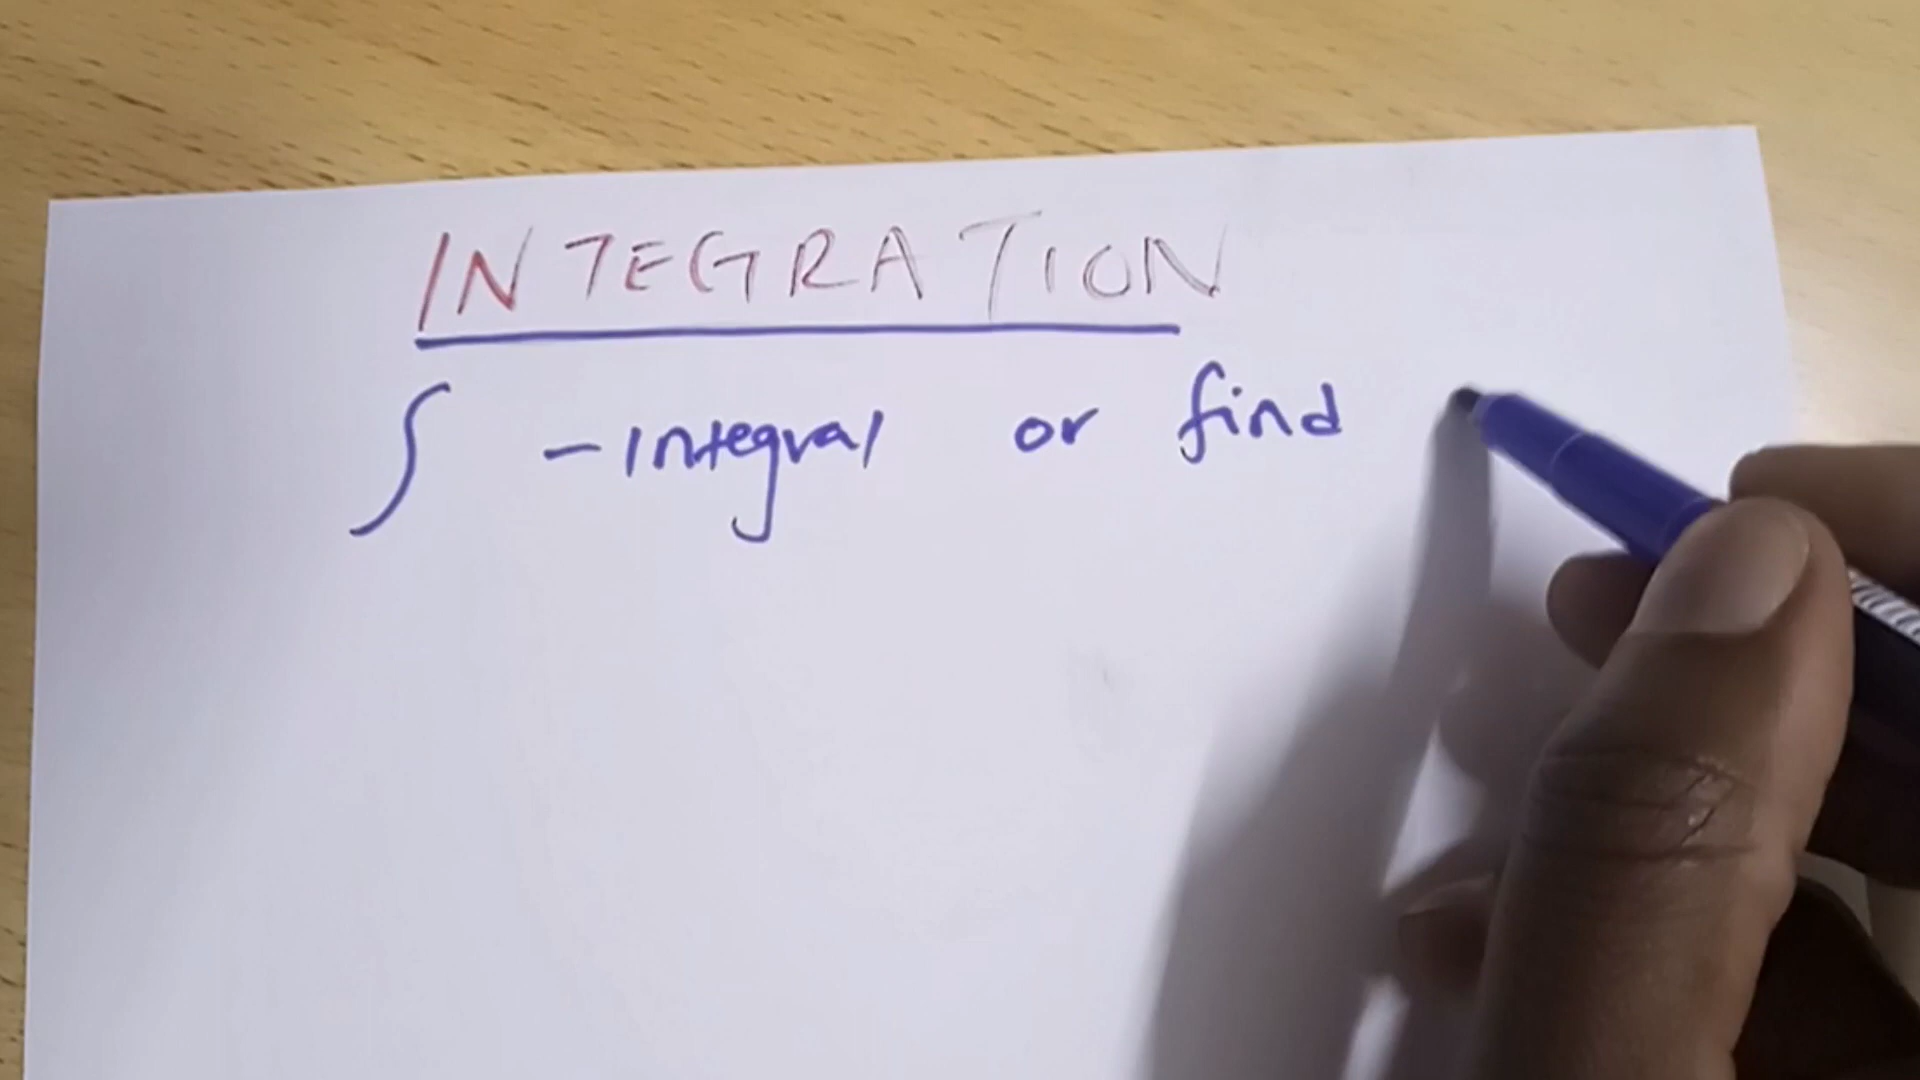 INTEGRATION
∫ - Integral or find